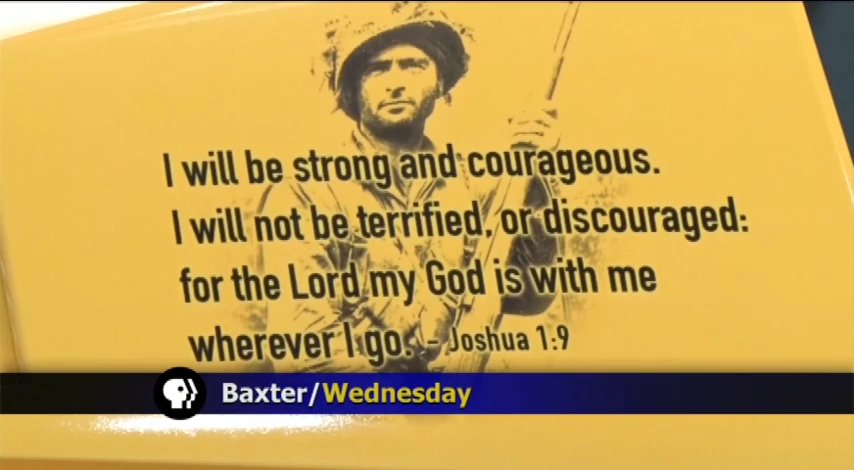 I will be strong and courageous.
I will not be terrified, or discouraged:
for the Lord my God is with me
wherever I go. - Joshua 1:9
Baxter/Wednesday